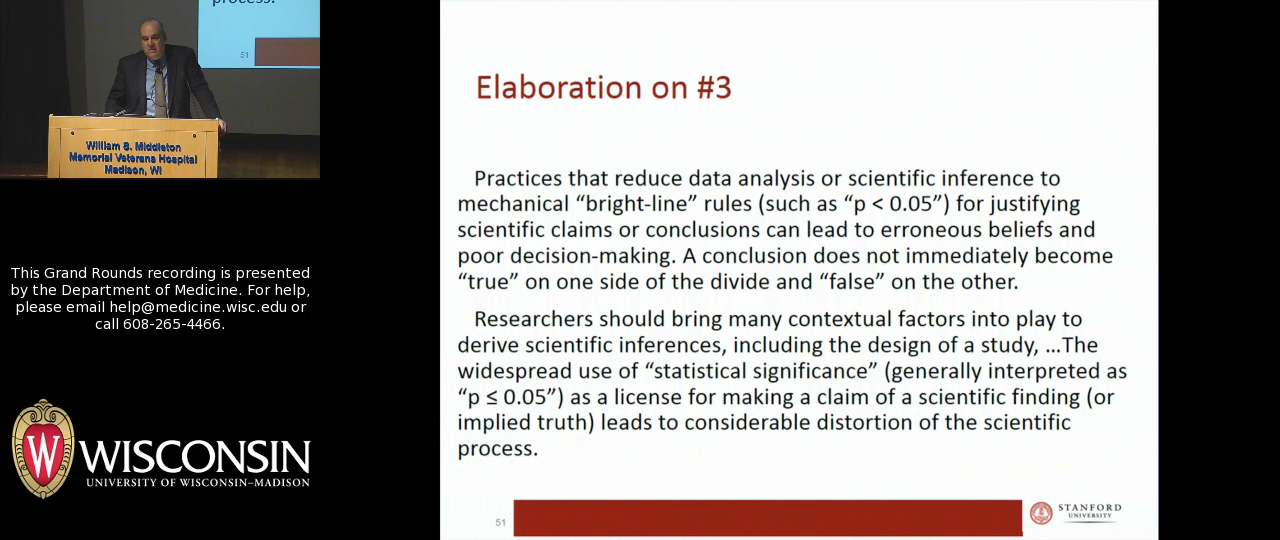 process.
51
William S. Middleton
Memorial Veterans Hospital
Madison, WI
This Grand Rounds recording is presented
by the Department of Medicine. For help,
please email help@medicine.wisc.edu or
call 608-265-4466.
W
WISCONSIN
UNIVERSITY OF WISCONSIN–MADISON
Elaboration on #3
Practices that reduce data analysis or scientific inference to
mechanical “bright-line” rules (such as “p < 0.05”) for justifying
scientific claims or conclusions can lead to erroneous beliefs and
poor decision-making. A conclusion does not immediately become
“true” on one side of the divide and “false” on the other.
Researchers should bring many contextual factors into play to
derive scientific inferences, including the design of a study, …The
widespread use of “statistical significance” (generally interpreted as
“p ≤ 0.05”) as a license for making a claim of a scientific finding (or
implied truth) leads to considerable distortion of the scientific
process.
51
STANFORD
UNIVERSITY